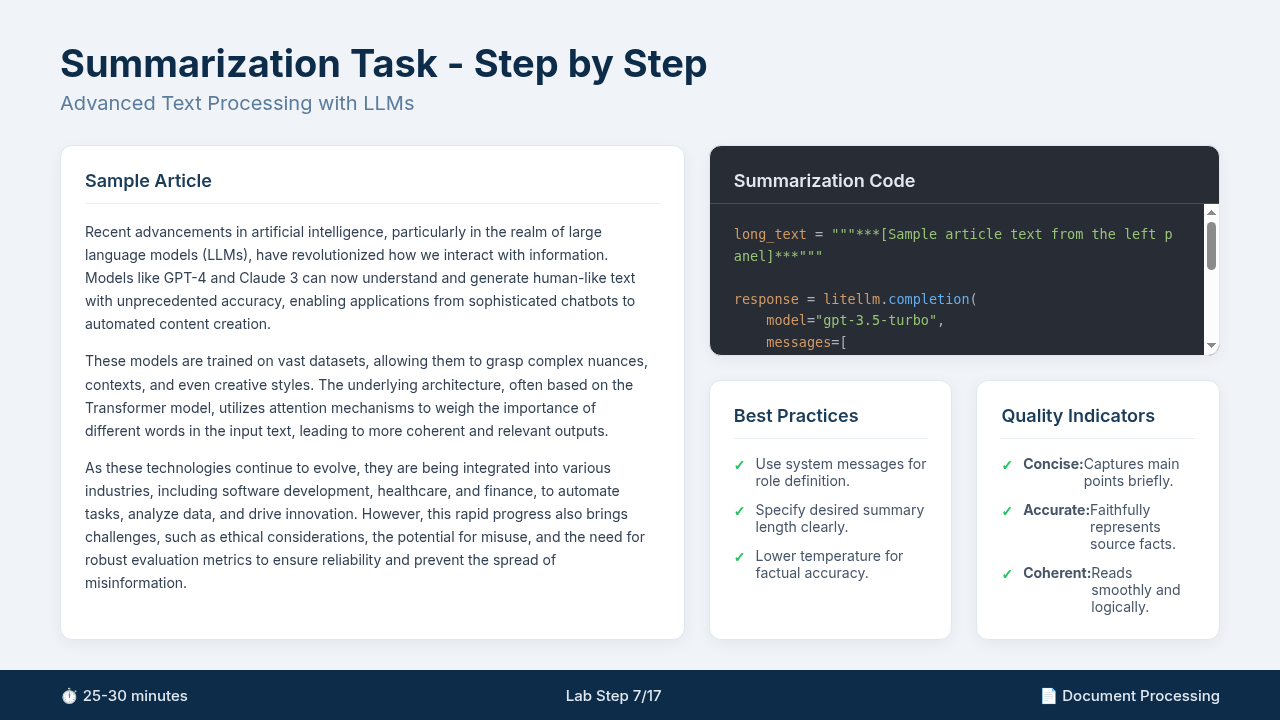 Summarization Task - Step by Step
Advanced Text Processing with LLMs
Sample Article
Recent advancements in artificial intelligence, particularly in the realm of large
language models (LLMs), have revolutionized how we interact with information.
Models like GPT-4 and Claude 3 can now understand and generate human-like text
with unprecedented accuracy, enabling applications from sophisticated chatbots to
automated content creation.
These models are trained on vast datasets, allowing them to grasp complex nuances,
contexts, and even creative styles. The underlying architecture, often based on the
Transformer model, utilizes attention mechanisms to weigh the importance of
different words in the input text, leading to more coherent and relevant outputs.
As these technologies continue to evolve, they are being integrated into various
industries, including software development, healthcare, and finance, to automate
tasks, analyze data, and drive innovation. However, this rapid progress also brings
challenges, such as ethical considerations, the potential for misuse, and the need for
robust evaluation metrics to ensure reliability and prevent the spread of
misinformation.
Summarization Code
long_text = """***[Sample article text from the left p
anel]***"""
response = litellm.completion(
    model="gpt-3.5-turbo",
    messages=[
Best Practices
✓ Use system messages for
role definition.
✓ Specify desired summary
length clearly.
✓ Lower temperature for
factual accuracy.
Quality Indicators
✓ Concise:Captures main
points briefly.
✓ Accurate:Faithfully
represents
source facts.
✓ Coherent:Reads
smoothly and
logically.
⏱️ 25-30 minutes
Lab Step 7/17
📄 Document Processing